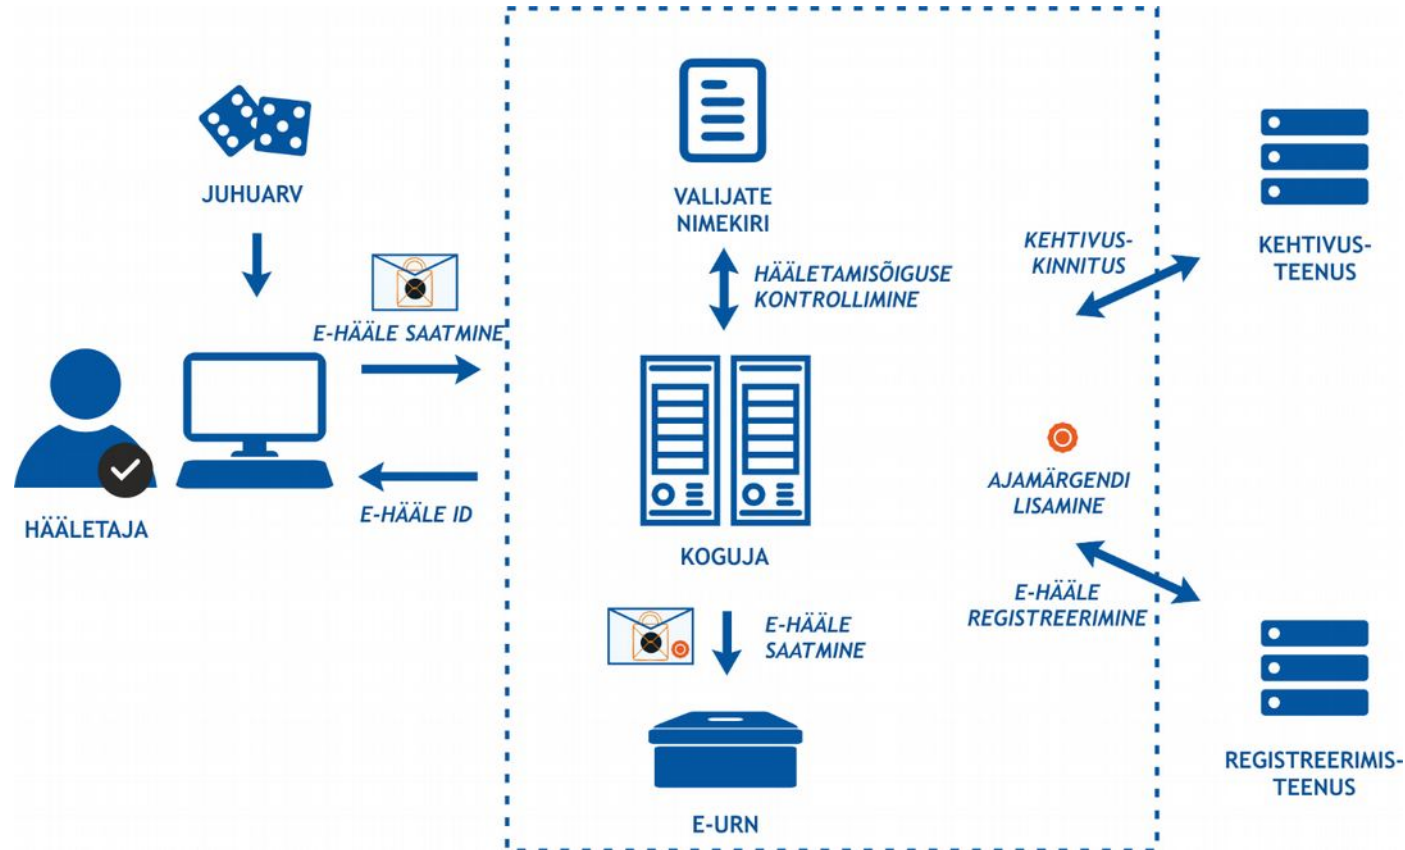 JUHUARV
E-HÄÄLE SAATMINE
HÄÄLETAJA
E-HÄÄLE ID
VALIJATE
NIMEKIRI
HÄÄLETAMISÕIGUSE
KONTROLLIMINE
KOGUJA
E-HÄÄLE
SAATMINE
E-URN
KEHTIVUS-
KINNITUS
KEHTIVUS-
TEENUS
AJAMÄRGENDI
LISAMINE
E-HÄÄLE
REGISTREERIMINE
REGISTREERIMIS-
TEENUS